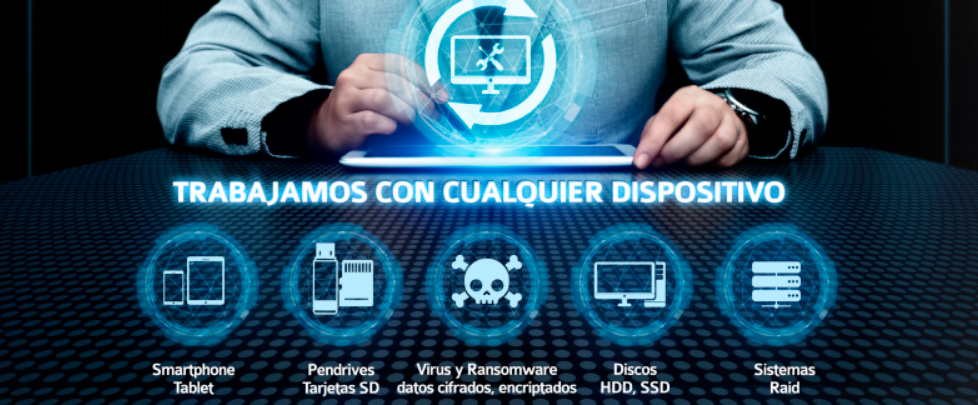 TRABAJAMOS CON CUALQUIER DISPOSITIVO
Smartphone
Tablet
Pendrives
Tarjetas SD
Virus y Ransomware
datos cifrados, encriptados
Discos
HDD, SSD
Sistemas
Raid